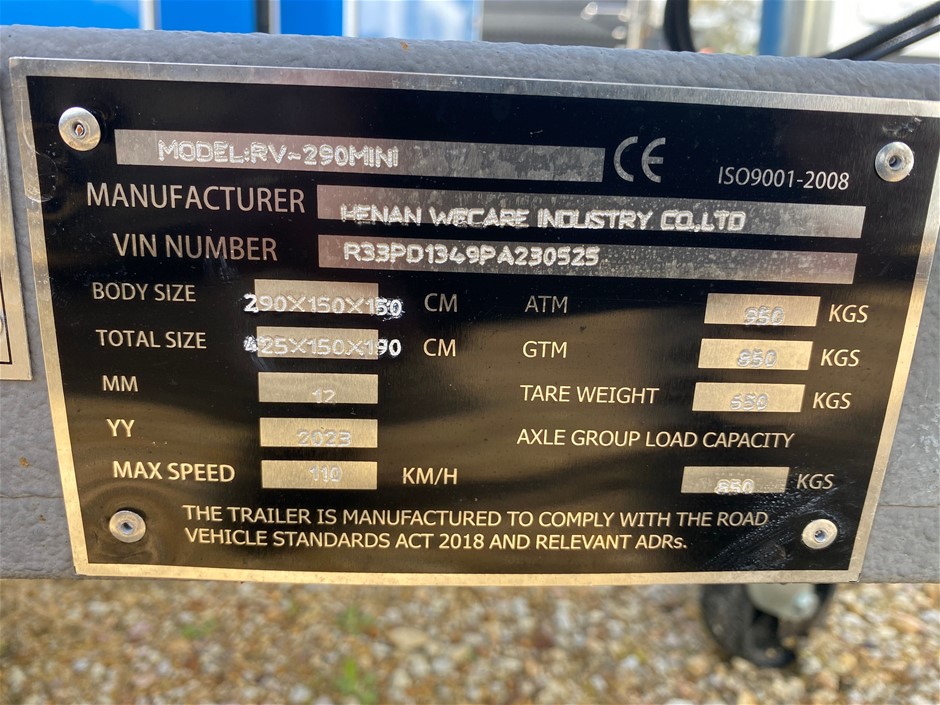 MODEL:RV-290MINI CE ISO9001-2008
MANUFACTURER HENAN WECARE INDUSTRY CO.,LTD
VIN NUMBER R33PD1349PA230525
BODY SIZE 290X150X150 CM ATM 950 KGS
TOTAL SIZE 425X150X190 CM GTM 850 KGS
MM 12 TARE WEIGHT 550 KGS
YY 2023 AXLE GROUP LOAD CAPACITY
MAX SPEED 110 KM/H 850 KGS
THE TRAILER IS MANUFACTURED TO COMPLY WITH THE ROAD
VEHICLE STANDARDS ACT 2018 AND RELEVANT ADRs.